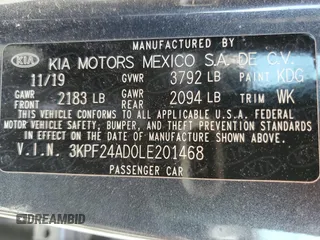 MANUFACTURED BY
KIA KIA MOTORS MEXICO S.A. DE C.V.
11/19 GVWR 3792 LB PAINT KDG
GAWR FRONT 2183 LB GAWR REAR 2094 LB TRIM WK
THIS VEHICLE CONFORMS TO ALL APPLICABLE U.S. FEDERAL
MOTOR VEHICLE SAFETY, BUMPER, AND THEFT PREVENTION
STANDARDS IN EFFECT ON THE DATE OF MANUFACTURE SHOWN ABOVE.
V.I.N. 3KPF24AD0LE201468
PASSENGER CAR
DREAMBID